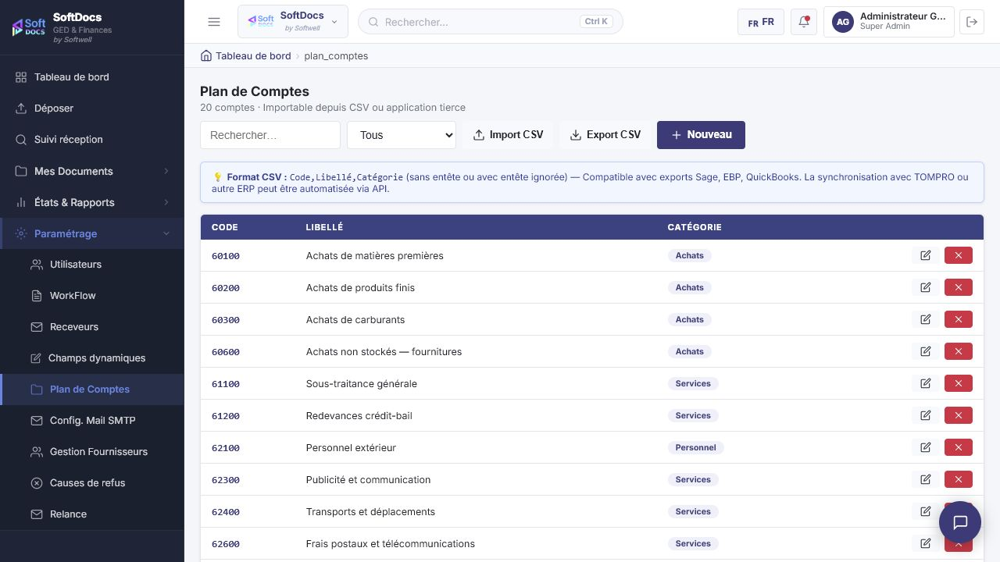 SoftDocs
GED & Finances
by Softwell
Soft
DOCS
Tableau de bord
Déposer
Suivi réception
Mes Documents
États & Rapports
Paramétrage
Utilisateurs
WorkFlow
Receveurs
Champs dynamiques
Plan de Comptes
Config. Mail SMTP
Gestion Fournisseurs
Causes de refus
Relance
Soft
DOCS
SoftDocs
by Softwell
Rechercher...
Ctrl K
FR FR
AG
Administrateur G...
Super Admin
Tableau de bord › plan_comptes
Plan de Comptes
20 comptes · Importable depuis CSV ou application tierce
Rechercher...
Tous
Import CSV
Export CSV
Nouveau
💡 Format CSV : Code,Libellé,Catégorie (sans entête ou avec entête ignorée) — Compatible avec exports Sage, EBP, QuickBooks. La synchronisation avec TOMPRO ou
autre ERP peut être automatisée via API.
CODE LIBELLÉ CATÉGORIE
60100 Achats de matières premières Achats
60200 Achats de produits finis Achats
60300 Achats de carburants Achats
60600 Achats non stockés — fournitures Achats
61100 Sous-traitance générale Services
61200 Redevances crédit-bail Services
62100 Personnel extérieur Personnel
62300 Publicité et communication Services
62400 Transports et déplacements Services
62600 Frais postaux et télécommunications Services